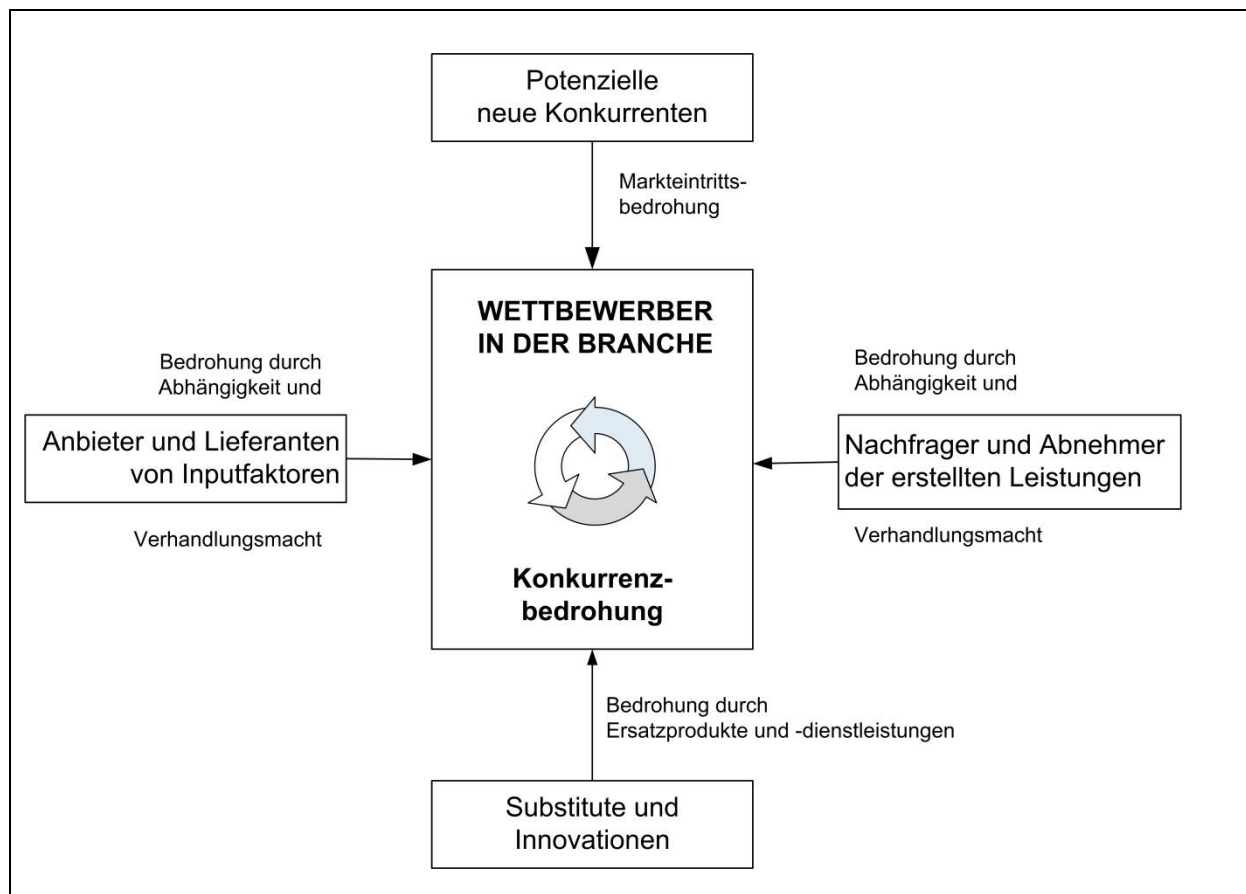 Potenzielle
neue Konkurrenten
Markteintritts-
bedrohung
WETTBEWERBER
IN DER BRANCHE
Bedrohung durch
Abhängigkeit und
Anbieter und Lieferanten
von Inputfaktoren
Verhandlungsmacht
Bedrohung durch
Abhängigkeit und
Nachfrager und Abnehmer
der erstellten Leistungen
Verhandlungsmacht
Konkurrenz-
bedrohung
Bedrohung durch
Ersatzprodukte und -dienstleistungen
Substitute und
Innovationen